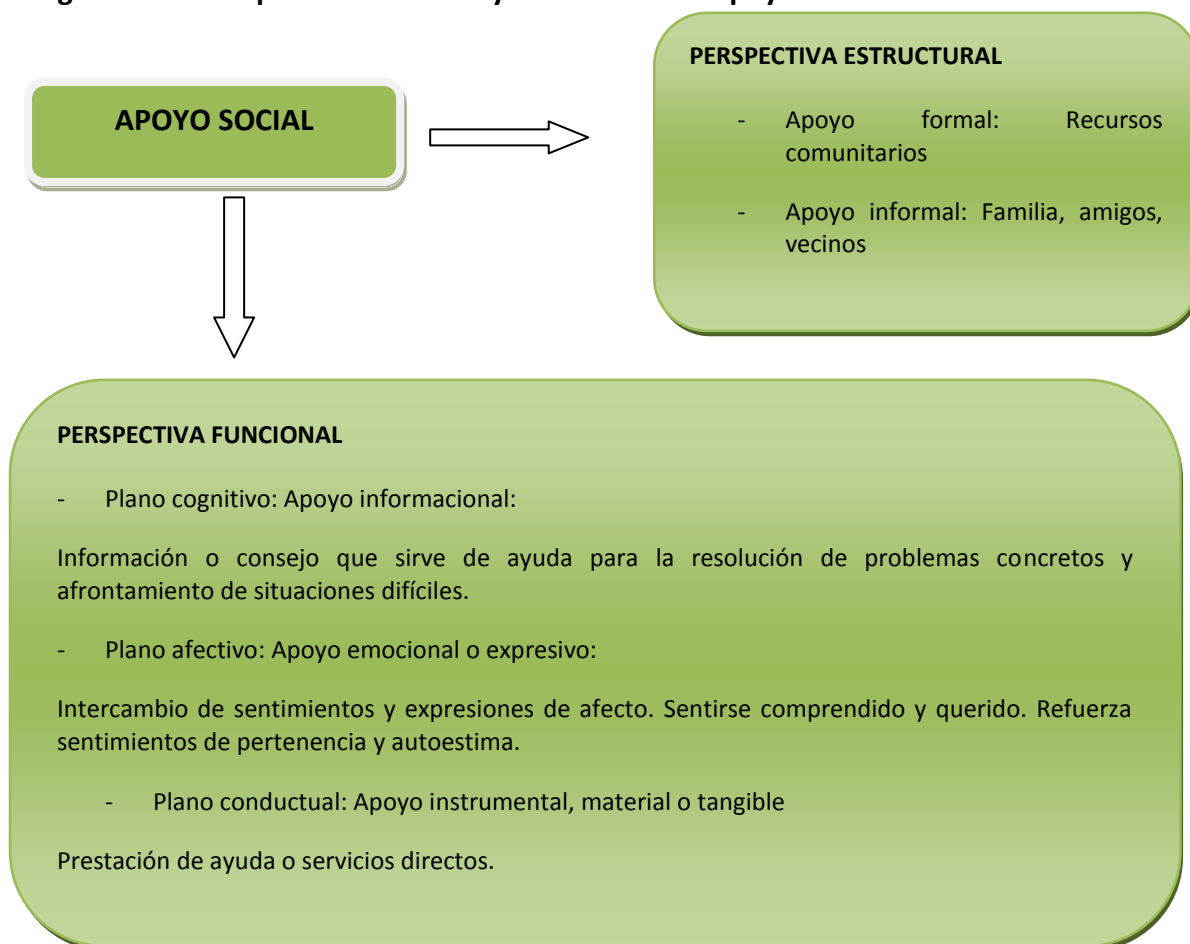 APOYO SOCIAL
PERSPECTIVA ESTRUCTURAL
- Apoyo formal: Recursos
comunitarios
- Apoyo informal: Familia, amigos,
vecinos
PERSPECTIVA FUNCIONAL
- Plano cognitivo: Apoyo informacional:
Información o consejo que sirve de ayuda para la resolución de problemas concretos y
afrontamiento de situaciones difíciles.
- Plano afectivo: Apoyo emocional o expresivo:
Intercambio de sentimientos y expresiones de afecto. Sentirse comprendido y querido. Refuerza
sentimientos de pertenencia y autoestima.
- Plano conductual: Apoyo instrumental, material o tangible
Prestación de ayuda o servicios directos.